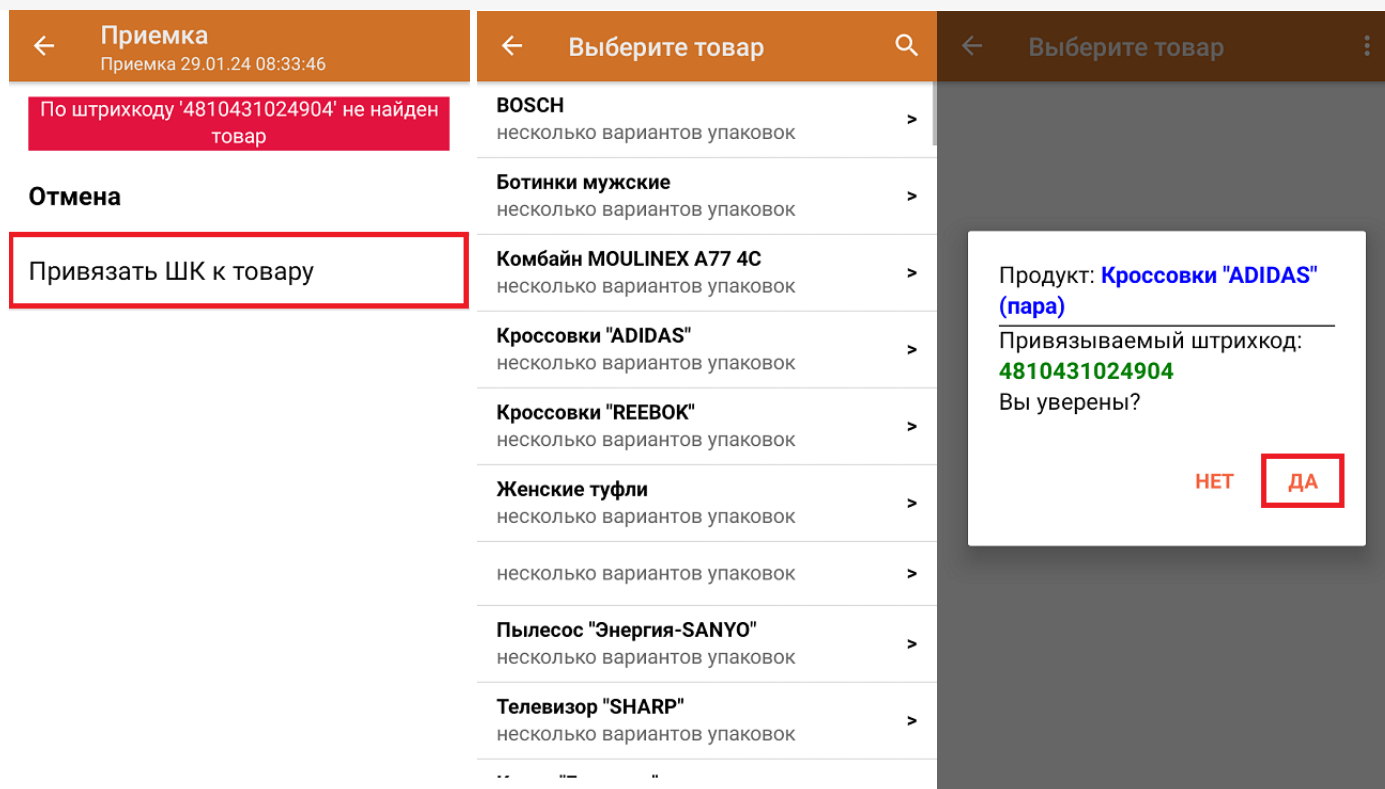 Приемка
Приемка 29.01.24 08:33:46
По штрихкоду '4810431024904' не найден
товар
Отмена
Привязать ШК к товару
Выберите товар
BOSCH
несколько вариантов упаковок
>
Ботинки мужские
несколько вариантов упаковок
>
Комбайн MOULINEX A77 4C
несколько вариантов упаковок
>
Кроссовки "ADIDAS"
несколько вариантов упаковок
>
Кроссовки "REEBOK"
несколько вариантов упаковок
>
Женские туфли
несколько вариантов упаковок
>
несколько вариантов упаковок
>
Пылесос "Энергия-SANYO"
несколько вариантов упаковок
>
Телевизор "SHARP"
несколько вариантов упаковок
>
Выберите товар
Продукт: Кроссовки "ADIDAS"
(пара)
Привязываемый штрихкод:
4810431024904
Вы уверены?
НЕТ ДА